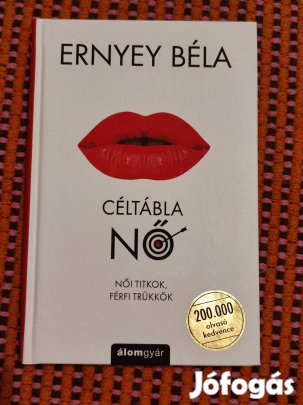 ERNYEY BÉLA
CÉLTÁBLA
NŐ
NŐI TITKOK,
FÉRFI TRÜKKÖK
200.000
olvasó
kedvence
álomgyár
Jófogás